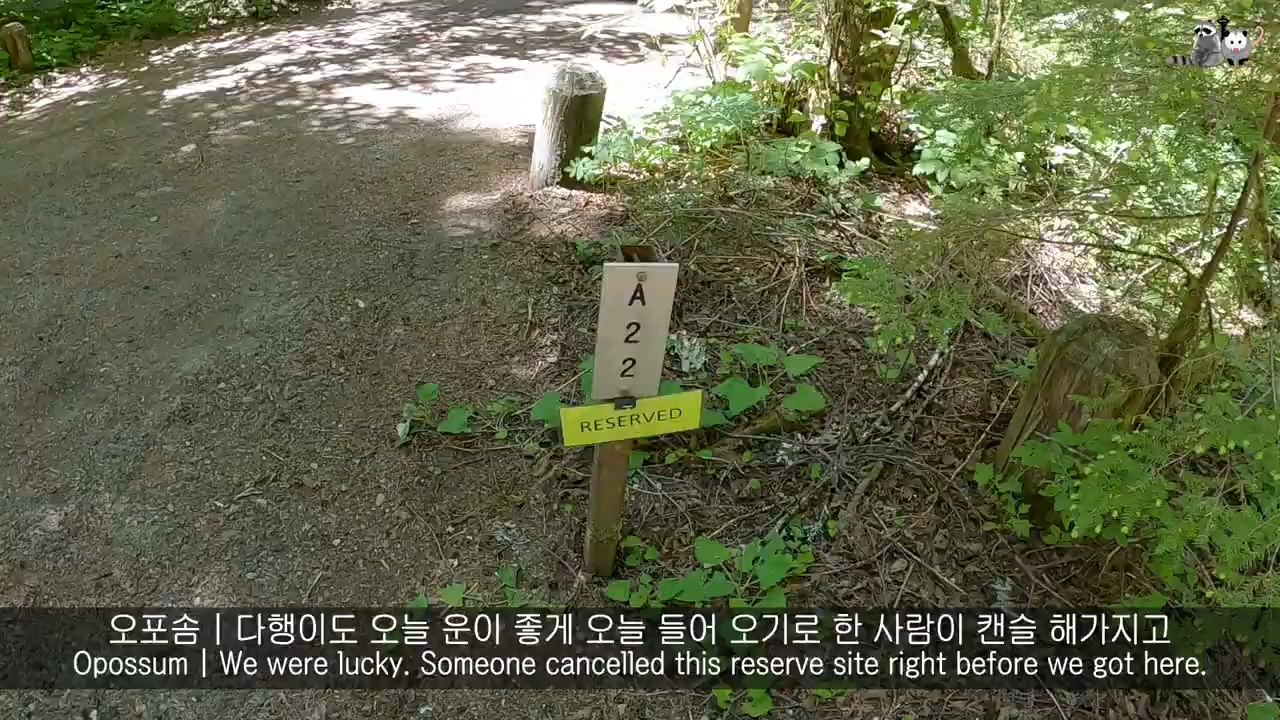 A
2
2
RESERVED
오포솜 | 다행이도 오늘 운이 좋게 오늘 들어 오기로 한 사람이 캔슬 해가지고
Opossum | We were lucky. Someone cancelled this reserve site right before we got here.